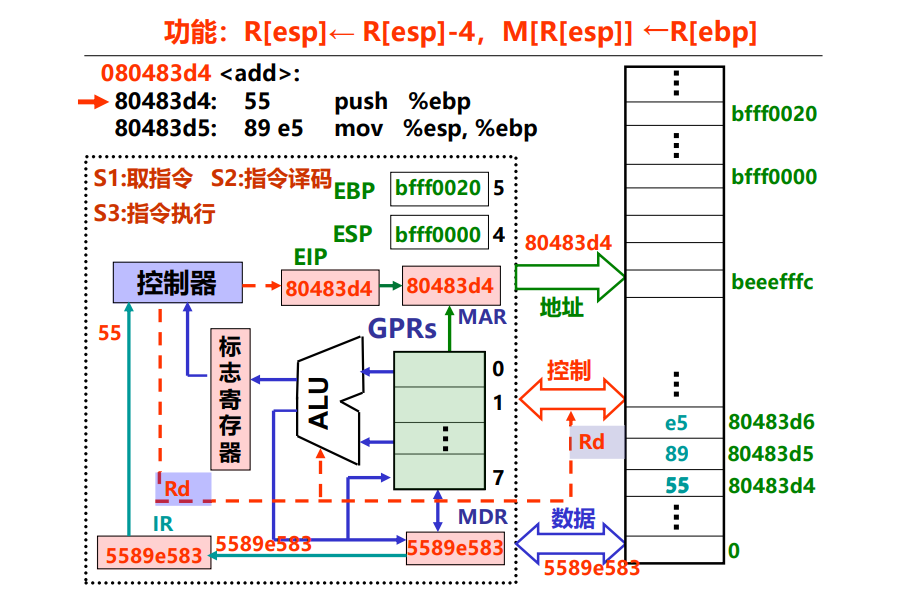 功能：R[esp]← R[esp]-4，M[R[esp]] ←R[ebp]
080483d4 <add>:
80483d4: 55 push %ebp
80483d5: 89 e5 mov %esp, %ebp
S1:取指令 S2:指令译码
S3:指令执行
EBP bfff0020 5
ESP bfff0000 4
EIP
控制器
80483d4
80483d4
MAR
GPRs
55
标志寄存器
ALU
0
1
7
Rd
IR
5589e583
5589e583
MDR
5589e583
80483d4
地址
控制
Rd
数据
5589e583
bfff0020
bfff0000
beeefffc
e5 80483d6
89 80483d5
55 80483d4
0